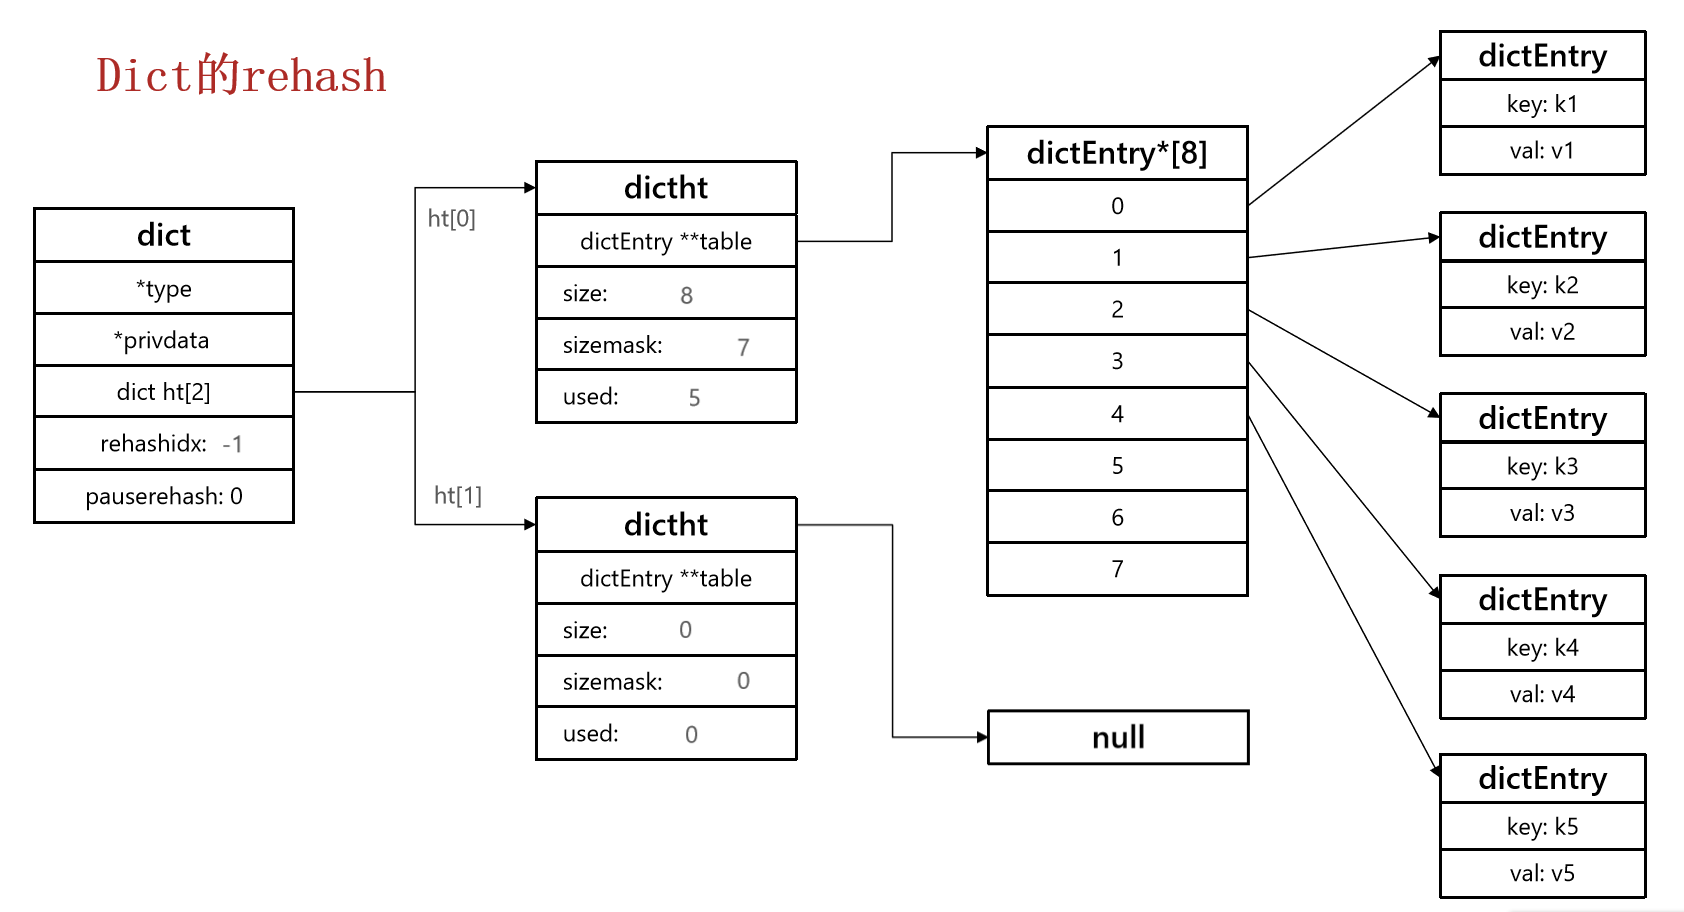 Dict的rehash
dict
*type
*privdata
dict ht[2]
rehashidx: -1
pauserehash: 0
ht[0]
ht[1]
dictht
dictEntry **table
size: 8
sizemask: 7
used: 5
dictht
dictEntry **table
size: 0
sizemask: 0
used: 0
dictEntry*[8]
0
1
2
3
4
5
6
7
null
dictEntry
key: k1
val: v1
dictEntry
key: k2
val: v2
dictEntry
key: k3
val: v3
dictEntry
key: k4
val: v4
dictEntry
key: k5
val: v5